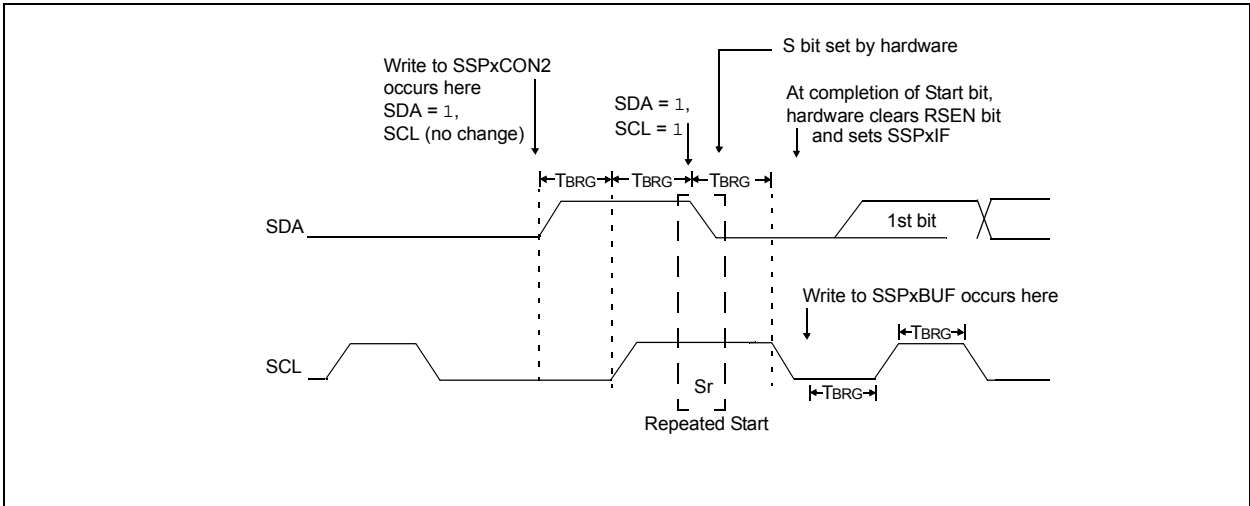 S bit set by hardware
Write to SSPxCON2
occurs here
SDA = 1,
SCL (no change)
SDA = 1,
SCL = 1
At completion of Start bit,
hardware clears RSEN bit
and sets SSPxIF
TBRG TBRG TBRG
SDA
1st bit
Write to SSPxBUF occurs here
TBRG
SCL
Sr
TBRG
Repeated Start